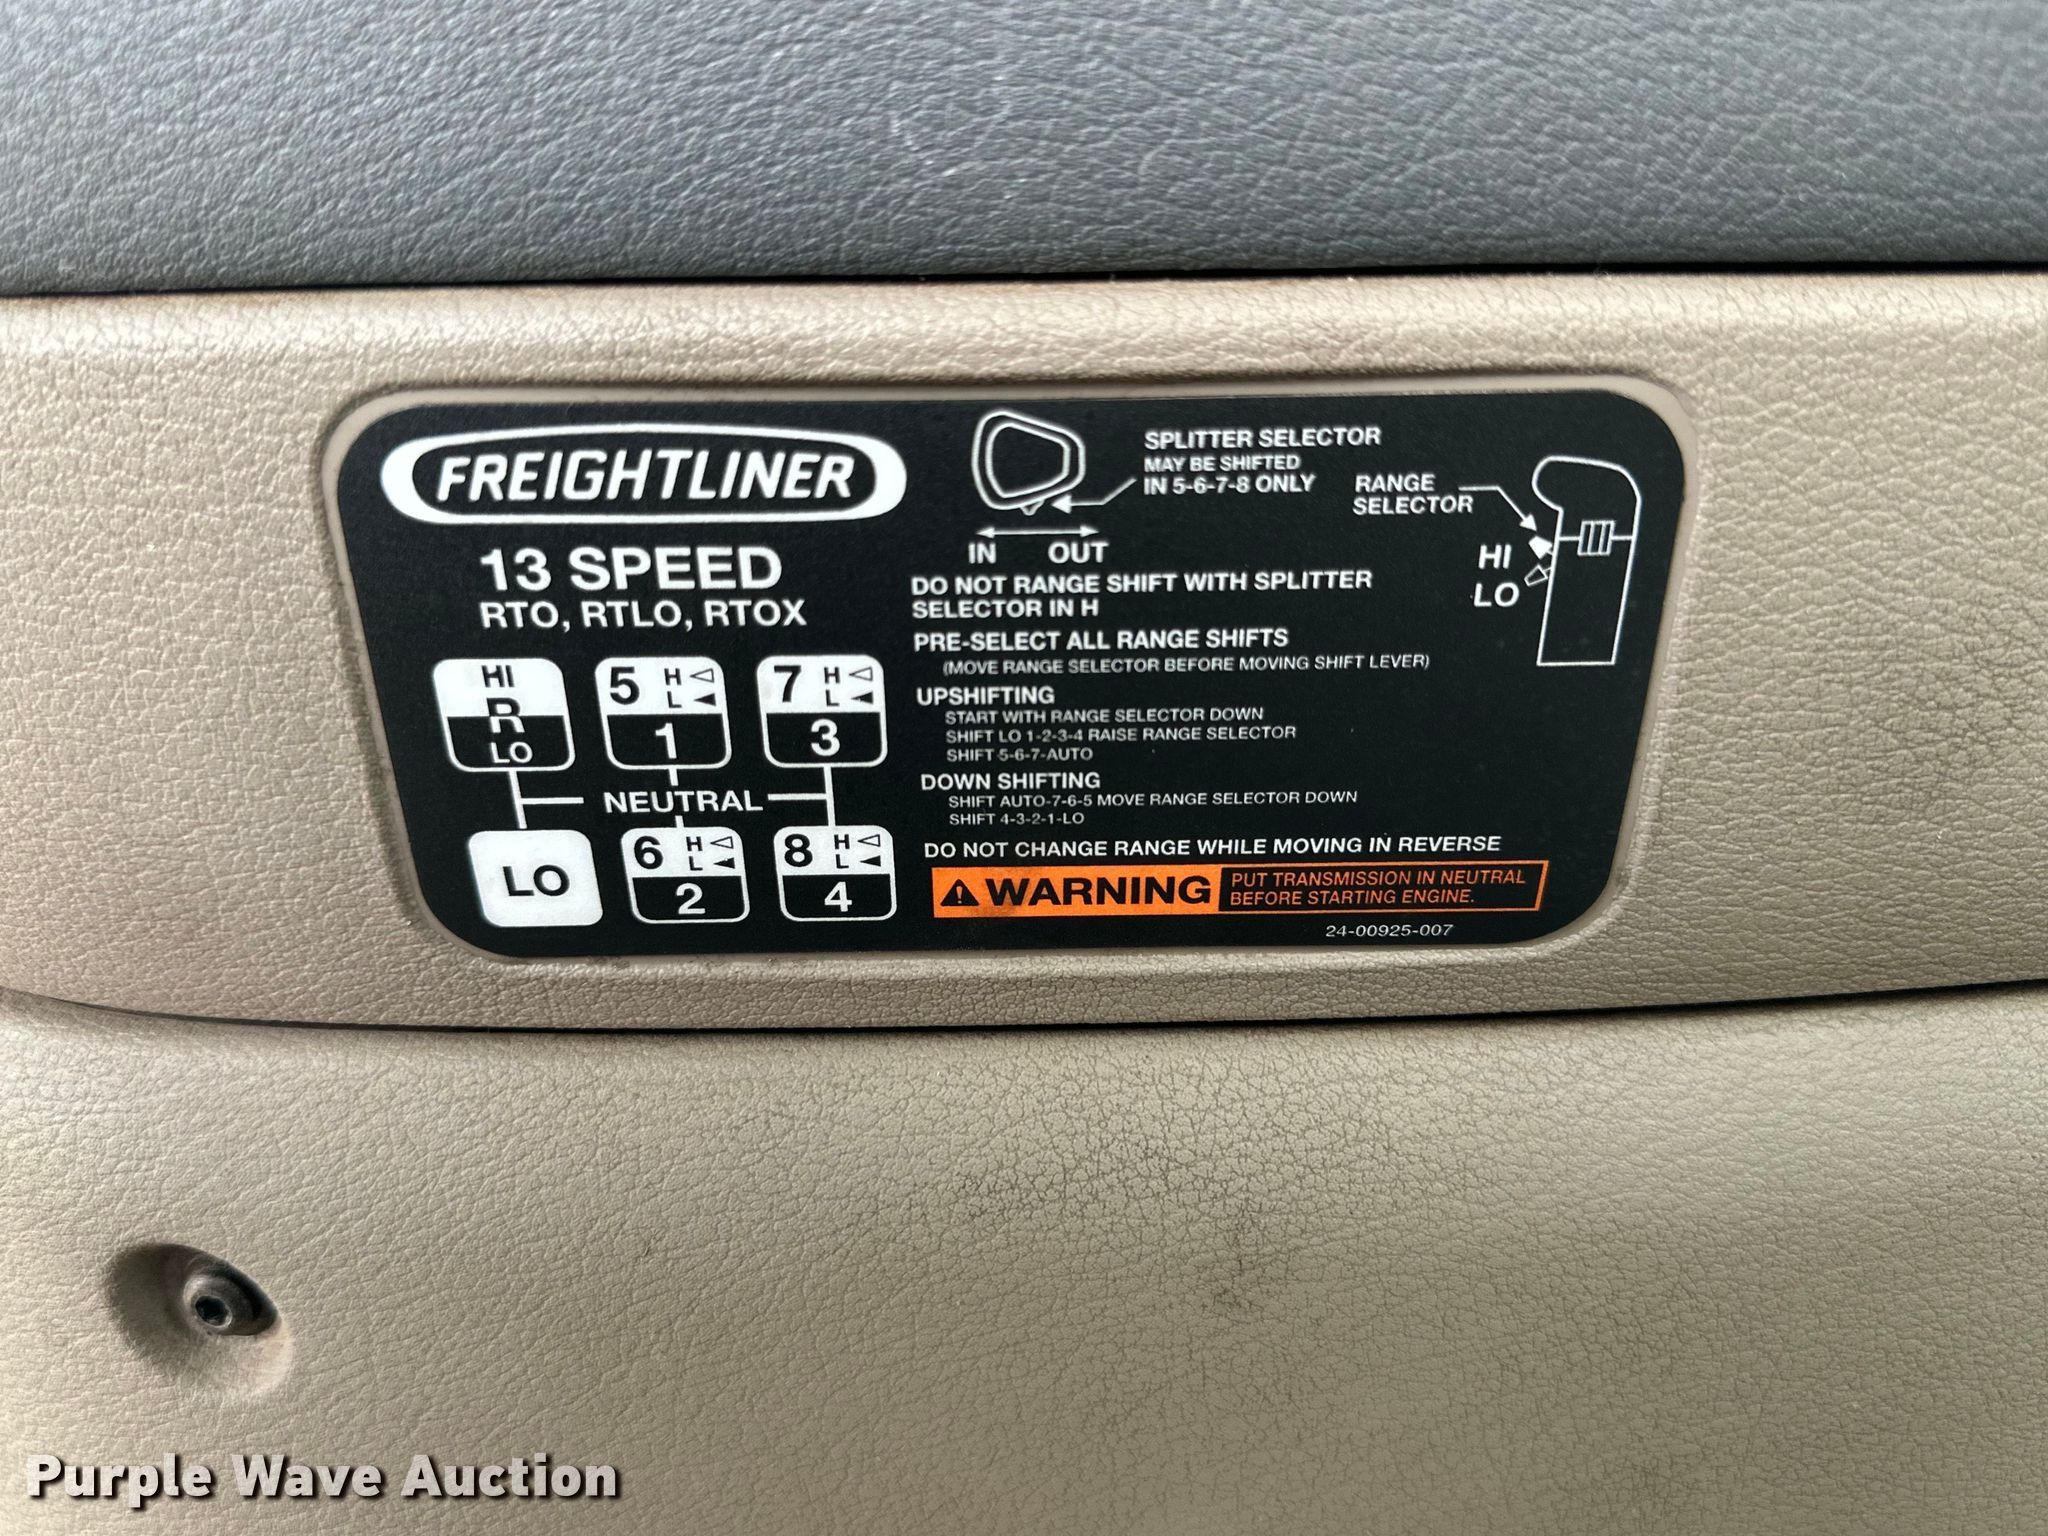 FREIGHTLINER
13 SPEED
RTO, RTLO, RTOX
HI
R
LO
5 H
L
1
7 H
L
3
NEUTRAL
LO
6 H
L
2
8 H
L
4
SPLITTER SELECTOR
MAY BE SHIFTED
IN 5-6-7-8 ONLY
IN OUT
RANGE
SELECTOR
HI
LO
DO NOT RANGE SHIFT WITH SPLITTER
SELECTOR IN H
PRE-SELECT ALL RANGE SHIFTS
(MOVE RANGE SELECTOR BEFORE MOVING SHIFT LEVER)
UPSHIFTING
START WITH RANGE SELECTOR DOWN
SHIFT LO 1-2-3-4 RAISE RANGE SELECTOR
SHIFT 5-6-7-AUTO
DOWN SHIFTING
SHIFT AUTO-7-6-5 MOVE RANGE SELECTOR DOWN
SHIFT 4-3-2-1-LO
DO NOT CHANGE RANGE WHILE MOVING IN REVERSE
WARNING
PUT TRANSMISSION IN NEUTRAL
BEFORE STARTING ENGINE.
24-00925-007
Purple Wave Auction